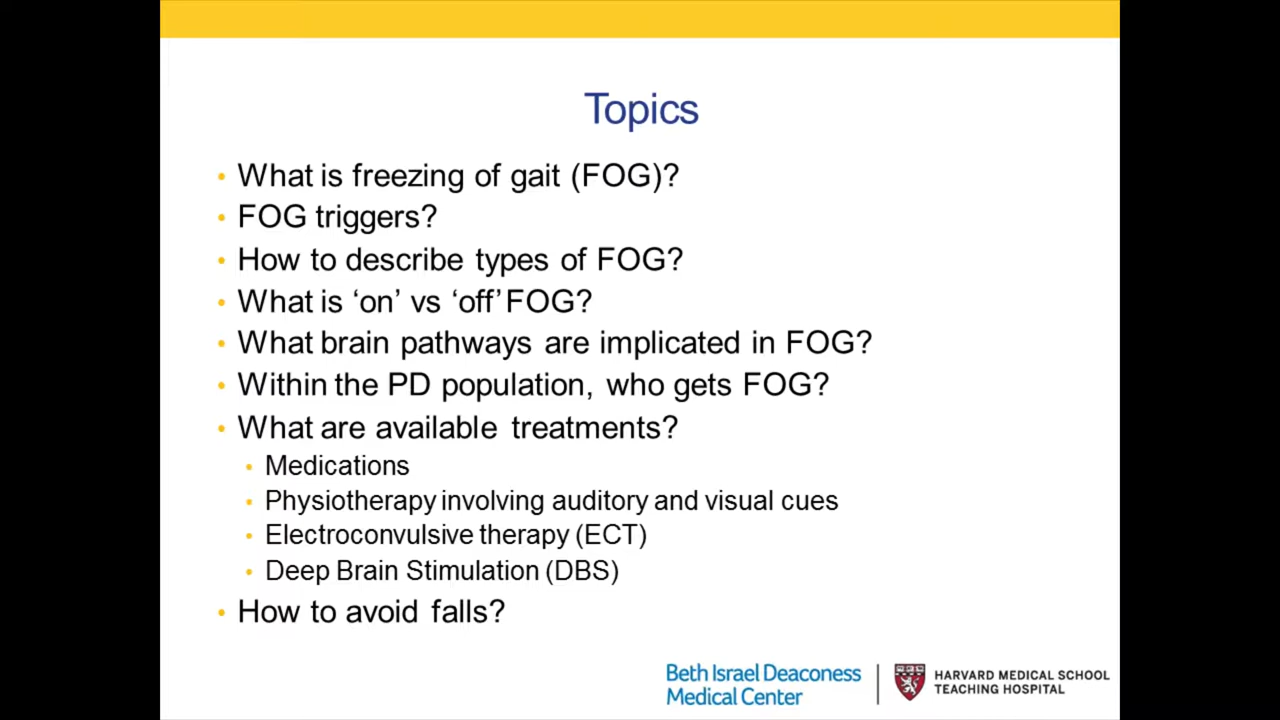 Topics
• What is freezing of gait (FOG)?
• FOG triggers?
• How to describe types of FOG?
• What is ‘on’ vs ‘off’ FOG?
• What brain pathways are implicated in FOG?
• Within the PD population, who gets FOG?
• What are available treatments?
• Medications
• Physiotherapy involving auditory and visual cues
• Electroconvulsive therapy (ECT)
• Deep Brain Stimulation (DBS)
• How to avoid falls?
Beth Israel Deaconess
Medical Center
HARVARD MEDICAL SCHOOL
TEACHING HOSPITAL